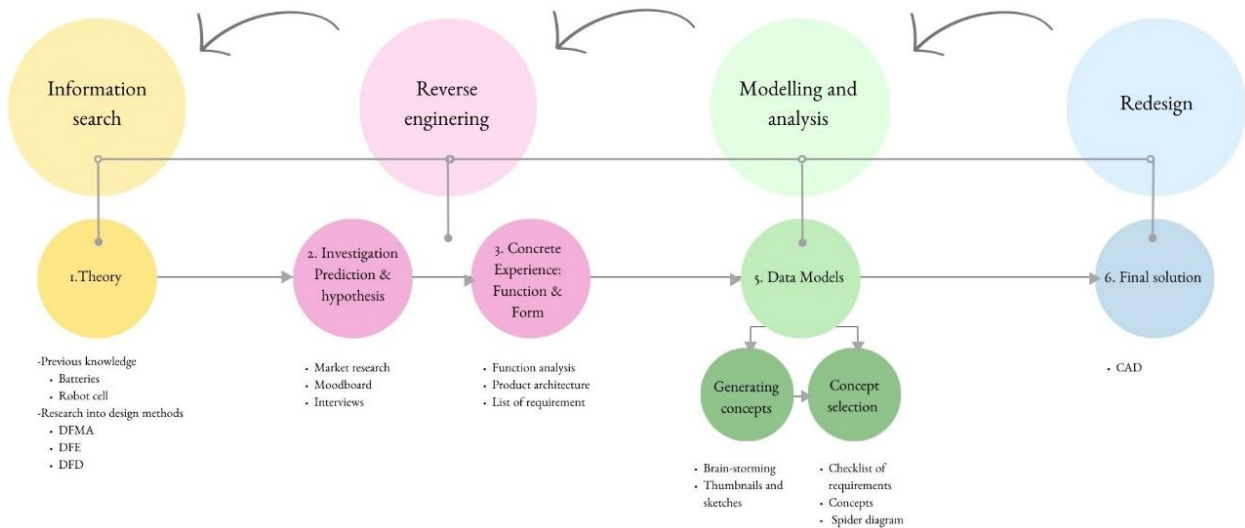 Information
search
Reverse
enginering
Modelling and
analysis
Redesign
1.Theory
2. Investigation
Prediction &
hypothesis
3. Concrete
Experience:
Function &
Form
5. Data Models
6. Final solution
-Previous knowledge
• Batteries
• Robot cell
-Research into design methods
• DFMA
• DFE
• DFD
• Market research
• Moodboard
• Interviews
• Function analysis
• Product architecture
• List of requirement
Generating
concepts
Concept
selection
• CAD
• Brain-storming
• Thumbnails and
sketches
• Checklist of
requirements
• Concepts
• Spider diagram